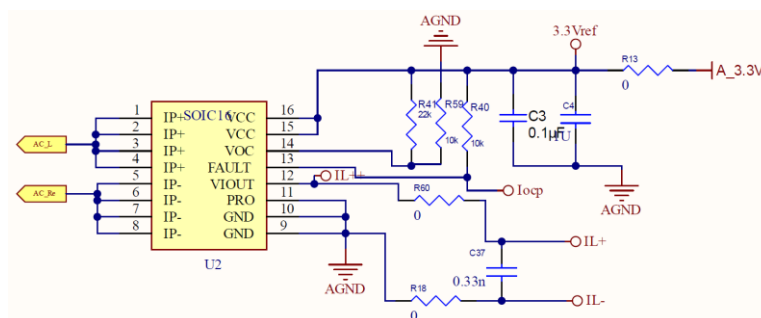 AGND
3.3Vref
R13
A_3.3V
0
R41
22k
R59
10k
R40
10k
C3
0.1µF
C4
1U
AGND
SOIC16
1 IP+ VCC 16
2 IP+ VCC 15
3 IP+ VOC 14
4 IP+ FAULT 13
5 IP- VIOUT 12
6 IP- PRO 11
7 IP- GND 10
8 IP- GND 9
U2
AC_L
AC_Re
IL++
Iocp
R60
0
IL+
C37
0.33n
AGND
R18
0
IL-